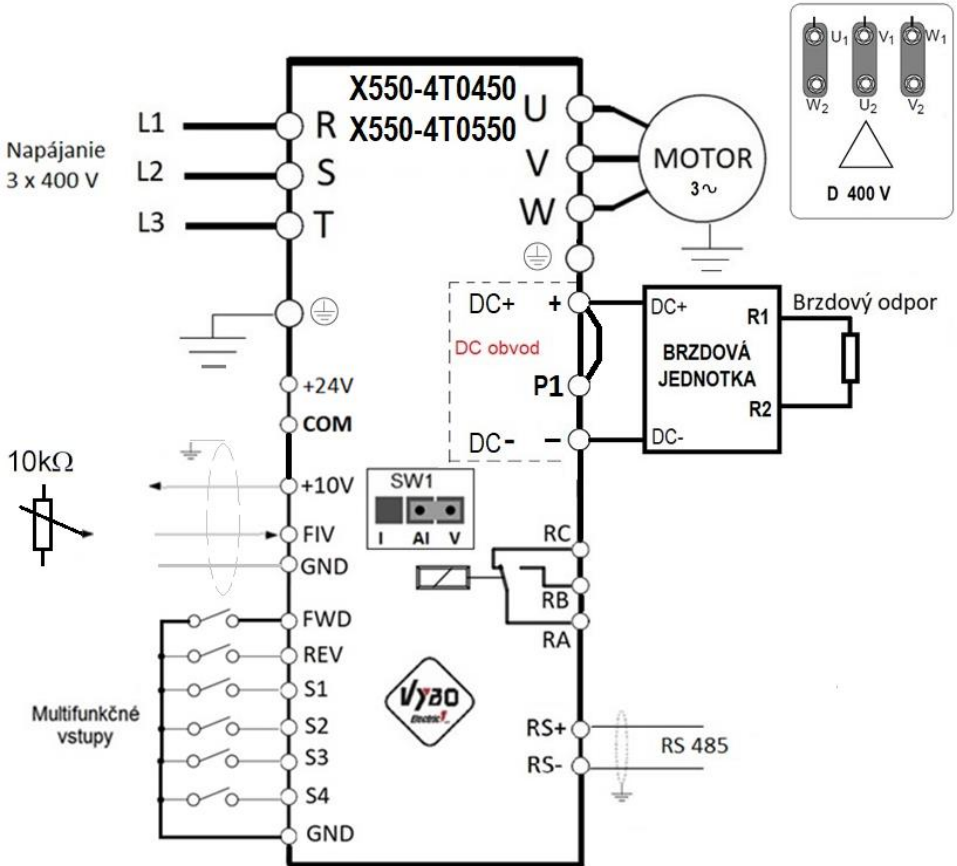 X550-4T0450
X550-4T0550
Napájanie
3 x 400 V
L1
L2
L3
R
S
T
U
V
W
MOTOR
3∿
U1
V1
W1
W2
U2
V2
D 400 V
DC+
+
DC obvod
P1
DC-
−
DC+
R1
BRZDOVÁ
JEDNOTKA
R2
DC-
Brzdový odpor
+24V
COM
10kΩ
+10V
FIV
GND
SW1
I AI V
RC
RB
RA
FWD
REV
S1
S2
S3
S4
GND
Multifunkčné
vstupy
VYBO
Electric
RS+
RS-
RS 485